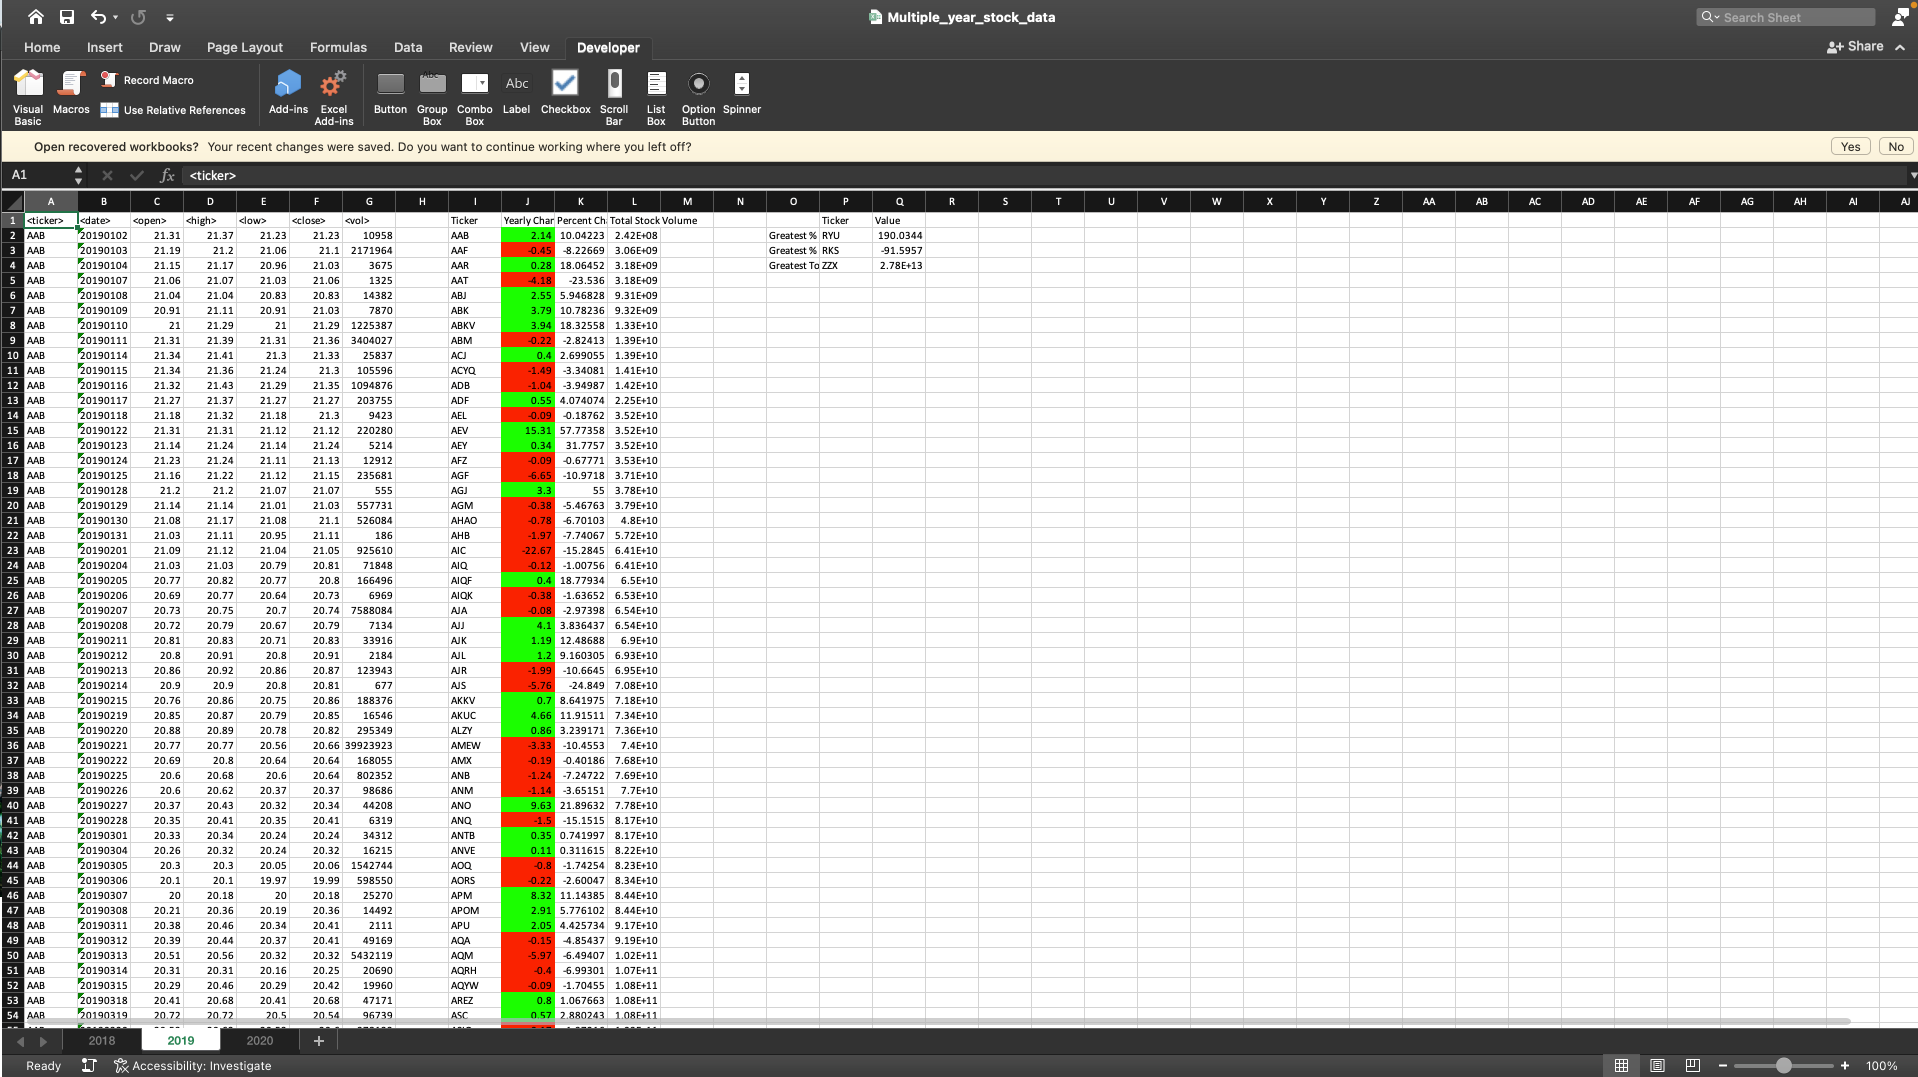 Multiple_year_stock_data
Search Sheet
Home Insert Draw Page Layout Formulas Data Review View Developer
Share
Visual Basic
Macros
Record Macro
Use Relative References
Add-ins
Excel Add-ins
Button
Group Box
Combo Box
Abc
Label
Checkbox
Scroll Bar
List Box
Option Button
Spinner
Open recovered workbooks? Your recent changes were saved. Do you want to continue working where you left off? Yes No
A1 fx <ticker>
A B C D E F G H I J K L M N O P Q R S T U V W X Y Z AA AB AC AD AE AF AG AH AI AJ
1 <ticker> <date> <open> <high> <low> <close> <vol> Ticker Yearly Char Percent Ch Total Stock Volume Ticker Value
2 AAB 20190102 21.31 21.37 21.23 21.23 10958 AAB 2.14 10.04223 2.42E+08 Greatest % RYU 190.0344
3 AAB 20190103 21.19 21.2 21.06 21.1 2171964 AAF -0.45 -8.22669 3.06E+09 Greatest % RKS -91.5957
4 AAB 20190104 21.15 21.17 20.96 21.03 3675 AAR 0.28 18.06452 3.18E+09 Greatest To ZZX 2.78E+13
5 AAB 20190107 21.06 21.07 21.03 21.06 1325 AAT -4.18 -23.536 3.18E+09
6 AAB 20190108 21.04 21.04 20.83 20.83 14382 ABJ 2.55 5.946828 9.31E+09
7 AAB 20190109 20.91 21.11 20.91 21.03 7870 ABK 3.79 10.78236 9.32E+09
8 AAB 20190110 21 21.29 21 21.29 1225387 ABKV 3.94 18.32558 1.33E+10
9 AAB 20190111 21.31 21.39 21.31 21.36 3404027 ABM -0.22 -2.82413 1.39E+10
10 AAB 20190114 21.34 21.41 21.3 21.33 25837 ACJ 0.4 2.699055 1.39E+10
11 AAB 20190115 21.34 21.36 21.24 21.3 105596 ACYQ -1.49 -3.34081 1.41E+10
12 AAB 20190116 21.32 21.43 21.29 21.35 1094876 ADB -1.04 -3.94987 1.42E+10
13 AAB 20190117 21.27 21.37 21.27 21.27 203755 ADF 0.55 4.074074 2.25E+10
14 AAB 20190118 21.18 21.32 21.18 21.3 9423 AEL -0.09 -0.18762 3.52E+10
15 AAB 20190122 21.31 21.31 21.12 21.12 220280 AEV 15.31 57.77358 3.52E+10
16 AAB 20190123 21.14 21.24 21.14 21.24 5214 AEY 0.34 31.7757 3.52E+10
17 AAB 20190124 21.23 21.24 21.11 21.13 12912 AFZ -0.09 -0.67771 3.53E+10
18 AAB 20190125 21.16 21.22 21.12 21.15 235681 AGF -6.65 -10.9718 3.71E+10
19 AAB 20190128 21.2 21.2 21.07 21.07 555 AGJ 3.3 55 3.78E+10
20 AAB 20190129 21.14 21.14 21.01 21.03 557731 AGM -0.38 -5.46763 3.79E+10
21 AAB 20190130 21.08 21.17 21.08 21.1 526084 AHAO -0.78 -6.70103 4.8E+10
22 AAB 20190131 21.03 21.11 20.95 21.11 186 AHB -1.97 -7.74067 5.72E+10
23 AAB 20190201 21.09 21.12 21.04 21.05 925610 AIC -22.67 -15.2845 6.41E+10
24 AAB 20190204 21.03 21.03 20.79 20.81 71848 AIQ -0.12 -1.00756 6.41E+10
25 AAB 20190205 20.77 20.82 20.77 20.8 166496 AIQF 0.4 18.77934 6.5E+10
26 AAB 20190206 20.69 20.77 20.64 20.73 6969 AIQK -0.38 -1.63652 6.53E+10
27 AAB 20190207 20.73 20.75 20.7 20.74 7588084 AJA -0.08 -2.97398 6.54E+10
28 AAB 20190208 20.72 20.79 20.67 20.79 7134 AJJ 4.1 3.836437 6.54E+10
29 AAB 20190211 20.81 20.83 20.71 20.83 33916 AJK 1.19 12.48688 6.9E+10
30 AAB 20190212 20.8 20.91 20.8 20.91 2184 AJL 1.2 9.160305 6.93E+10
31 AAB 20190213 20.86 20.92 20.86 20.87 123943 AJR -1.99 -10.6645 6.95E+10
32 AAB 20190214 20.9 20.9 20.8 20.81 677 AJS -5.76 -24.849 7.08E+10
33 AAB 20190215 20.76 20.86 20.75 20.86 188376 AKKV 0.7 8.641975 7.18E+10
34 AAB 20190219 20.85 20.87 20.79 20.85 16546 AKUC 4.66 11.91511 7.34E+10
35 AAB 20190220 20.88 20.89 20.78 20.82 295349 ALZY 0.86 3.239171 7.36E+10
36 AAB 20190221 20.77 20.77 20.56 20.66 39923923 AMEW -3.33 -10.4553 7.4E+10
37 AAB 20190222 20.69 20.8 20.64 20.64 168055 AMX -0.19 -0.40186 7.68E+10
38 AAB 20190225 20.6 20.68 20.6 20.64 802352 ANB -1.24 -7.24722 7.69E+10
39 AAB 20190226 20.6 20.62 20.37 20.37 98686 ANM -1.14 -3.65151 7.7E+10
40 AAB 20190227 20.37 20.43 20.32 20.34 44208 ANO 9.63 21.89632 7.78E+10
41 AAB 20190228 20.35 20.41 20.35 20.41 6319 ANQ -1.5 -15.1515 8.17E+10
42 AAB 20190301 20.33 20.34 20.24 20.24 34312 ANTB 0.35 0.741997 8.17E+10
43 AAB 20190304 20.26 20.32 20.24 20.32 16215 ANVE 0.11 0.311615 8.22E+10
44 AAB 20190305 20.3 20.3 20.05 20.06 1542744 AOQ -0.8 -1.74254 8.23E+10
45 AAB 20190306 20.1 20.1 19.97 19.99 598550 AORS -0.22 -2.60047 8.34E+10
46 AAB 20190307 20 20.18 20 20.18 25270 APM 8.32 11.14385 8.44E+10
47 AAB 20190308 20.21 20.36 20.19 20.36 14492 APOM 2.91 5.776102 8.44E+10
48 AAB 20190311 20.38 20.46 20.34 20.41 2111 APU 2.05 4.425734 9.17E+10
49 AAB 20190312 20.39 20.44 20.37 20.41 49169 AQA -0.15 -4.85437 9.19E+10
50 AAB 20190313 20.51 20.56 20.32 20.32 5432119 AQM -5.97 -6.49407 1.02E+11
51 AAB 20190314 20.31 20.31 20.16 20.25 20690 AQRH -0.4 -6.99301 1.07E+11
52 AAB 20190315 20.29 20.46 20.29 20.42 19960 AQYW -0.09 -1.70455 1.08E+11
53 AAB 20190318 20.41 20.68 20.41 20.68 47171 AREZ 0.8 1.067663 1.08E+11
54 AAB 20190319 20.72 20.72 20.5 20.54 96739 ASC 0.57 2.880243 1.08E+11
2018 2019 2020 +
Ready Accessibility: Investigate 100%